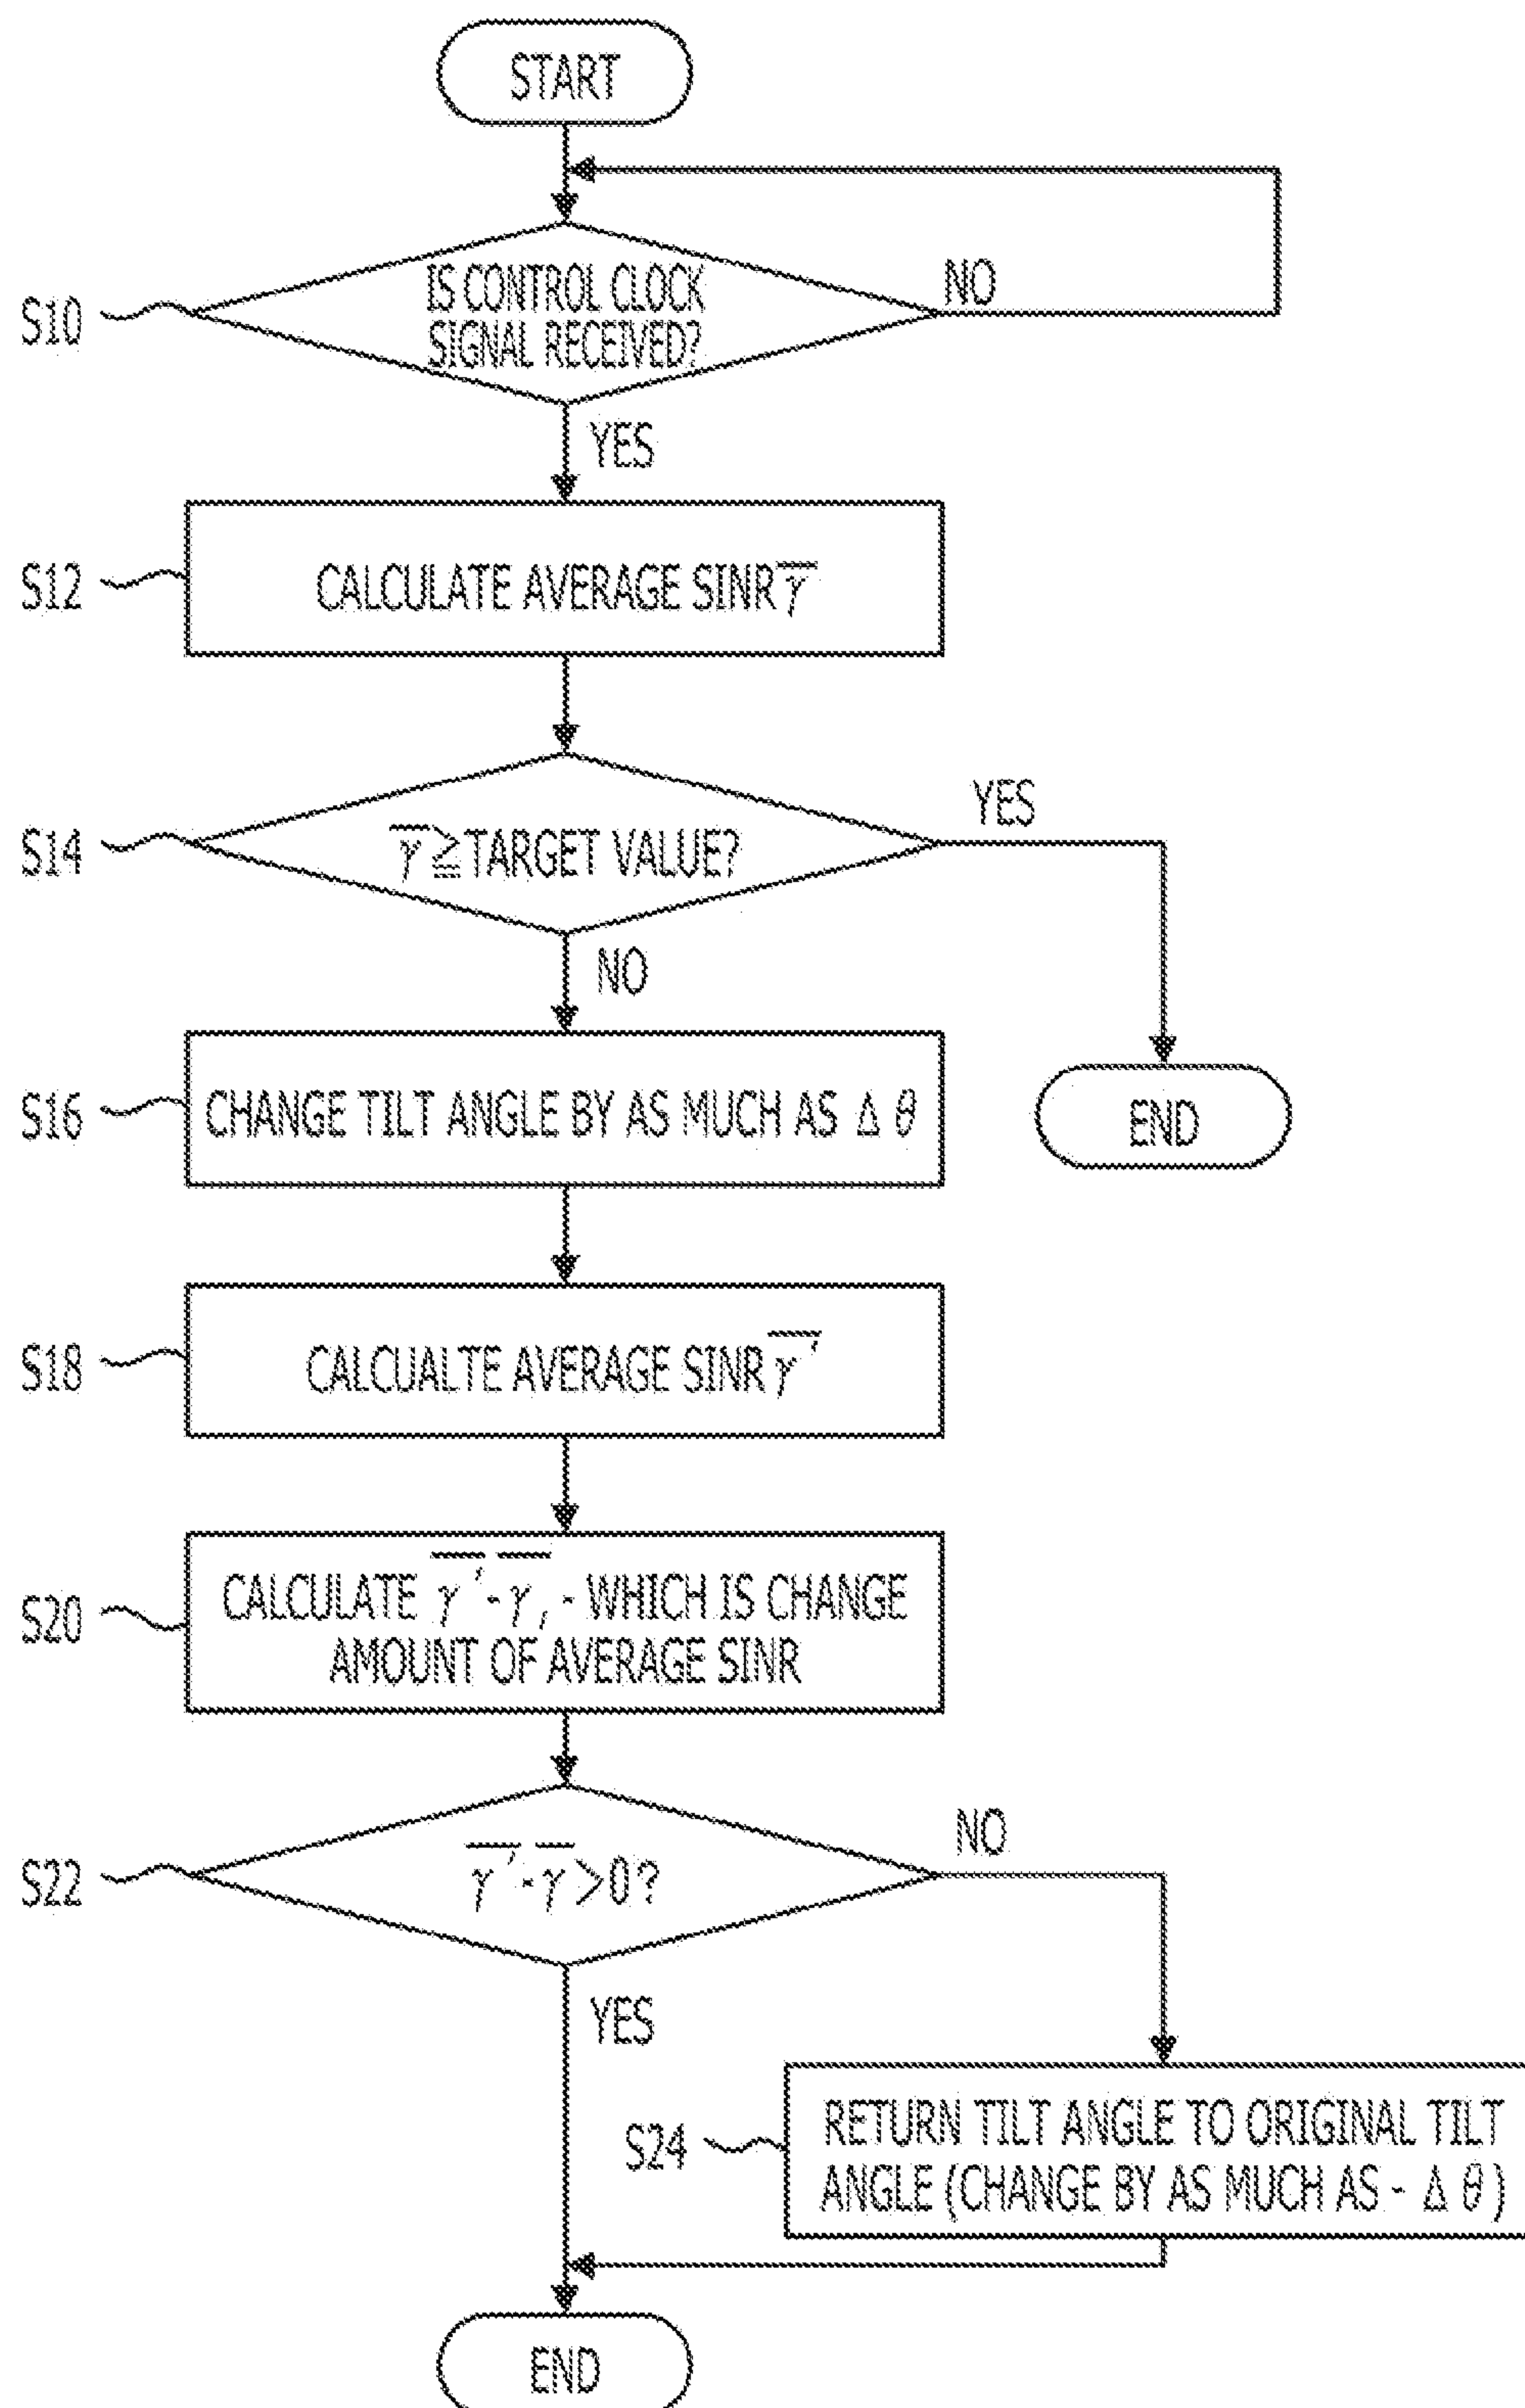 START
S10
IS CONTROL CLOCK
SIGNAL RECEIVED?
NO
YES
S12
CALCULATE AVERAGE SINR γ̅
S14
γ̅ ≧ TARGET VALUE?
YES
NO
S16
CHANGE TILT ANGLE BY AS MUCH AS Δ θ
END
S18
CALCUALTE AVERAGE SINR γ̅ ′
S20
CALCULATE γ̅ ′ - γ̅ , - WHICH IS CHANGE
AMOUNT OF AVERAGE SINR
S22
γ̅ ′ - γ̅ > 0 ?
NO
YES
S24
RETURN TILT ANGLE TO ORIGINAL TILT
ANGLE (CHANGE BY AS MUCH AS - Δ θ )
END